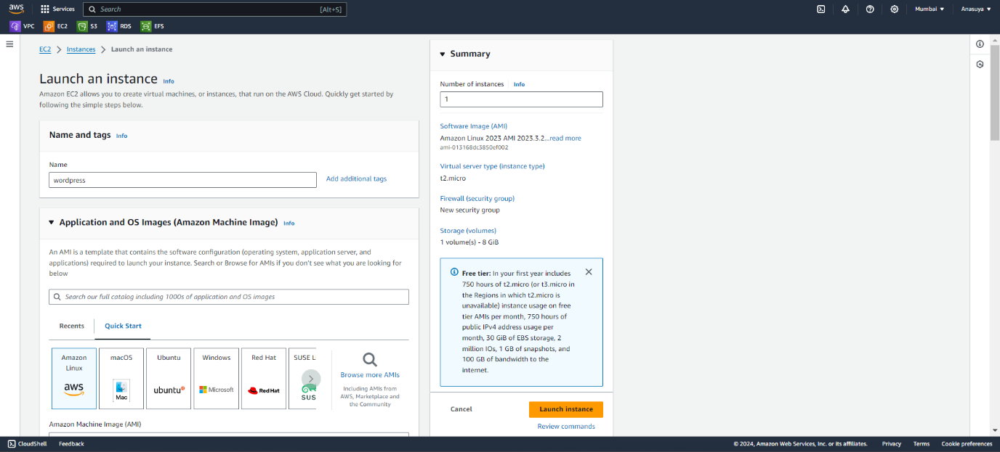 aws
Services
Search
[Alt+S]
Mumbai
Anasuya
VPC
EC2
S3
RDS
EFS
EC2
Instances
Launch an instance
Launch an instance Info
Amazon EC2 allows you to create virtual machines, or instances, that run on the AWS Cloud. Quickly get started by
following the simple steps below.
Name and tags Info
Name
wordpress
Add additional tags
Application and OS Images (Amazon Machine Image) Info
An AMI is a template that contains the software configuration (operating system, application server, and
applications) required to launch your instance. Search or Browse for AMIs if you don't see what you are looking for
below
Search our full catalog including 1000s of application and OS images
Recents
Quick Start
Amazon
Linux
aws
macOS
Mac
Ubuntu
ubuntu®
Windows
Microsoft
Red Hat
Red Hat
SUSE L
SUS
Browse more AMIs
Including AMIs from
AWS, Marketplace and
the Community
Amazon Machine Image (AMI)
Summary
Number of instances Info
1
Software Image (AMI)
Amazon Linux 2023 AMI 2023.3.2...read more
ami-013168dc3850ef002
Virtual server type (instance type)
t2.micro
Firewall (security group)
New security group
Storage (volumes)
1 volume(s) - 8 GiB
Free tier: In your first year includes
750 hours of t2.micro (or t3.micro in
the Regions in which t2.micro is
unavailable) instance usage on free
tier AMIs per month, 750 hours of
public IPv4 address usage per
month, 30 GiB of EBS storage, 2
million IOs, 1 GB of snapshots, and
100 GB of bandwidth to the
internet.
Cancel
Launch instance
Review commands
CloudShell
Feedback
© 2024, Amazon Web Services, Inc. or its affiliates.
Privacy
Terms
Cookie preferences